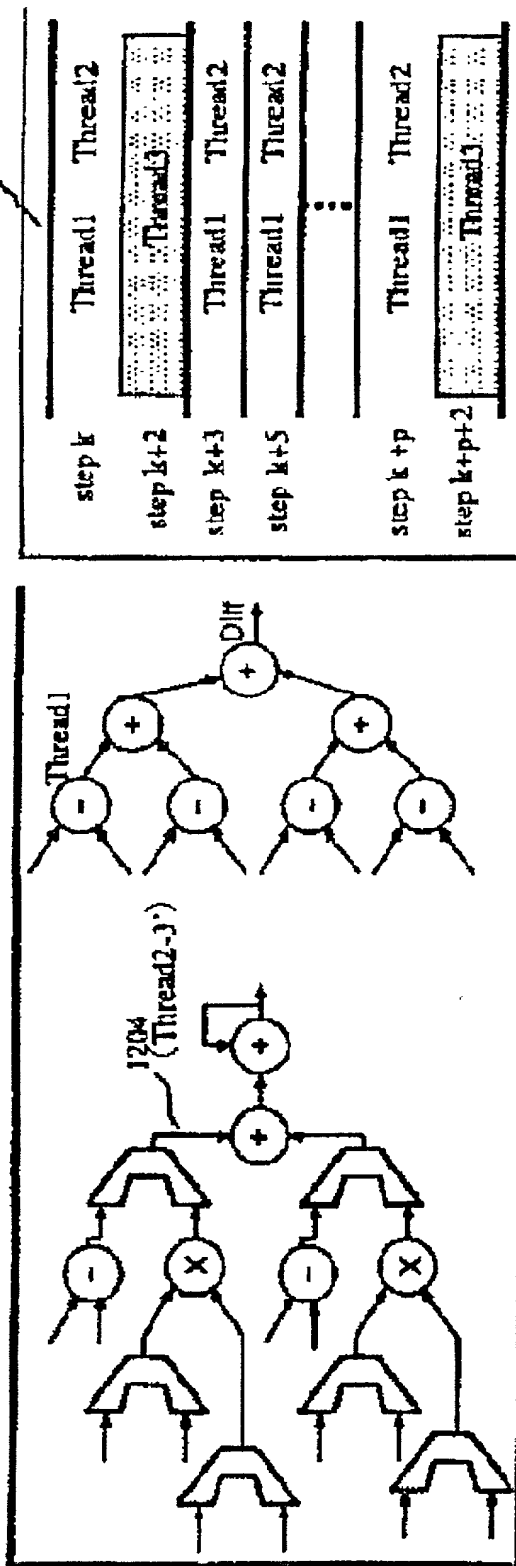 1204
(Thread2-3')
+
+
-
X
-
X
Thread1
-
-
-
-
+
+
+
Diff
step k Thread1 Thread2
step k+2 Thread3
step k+3 Thread1 Thread2
step k+5 Thread1 Thread2
step k+p Thread1 Thread2
step k+p+2 Thread3